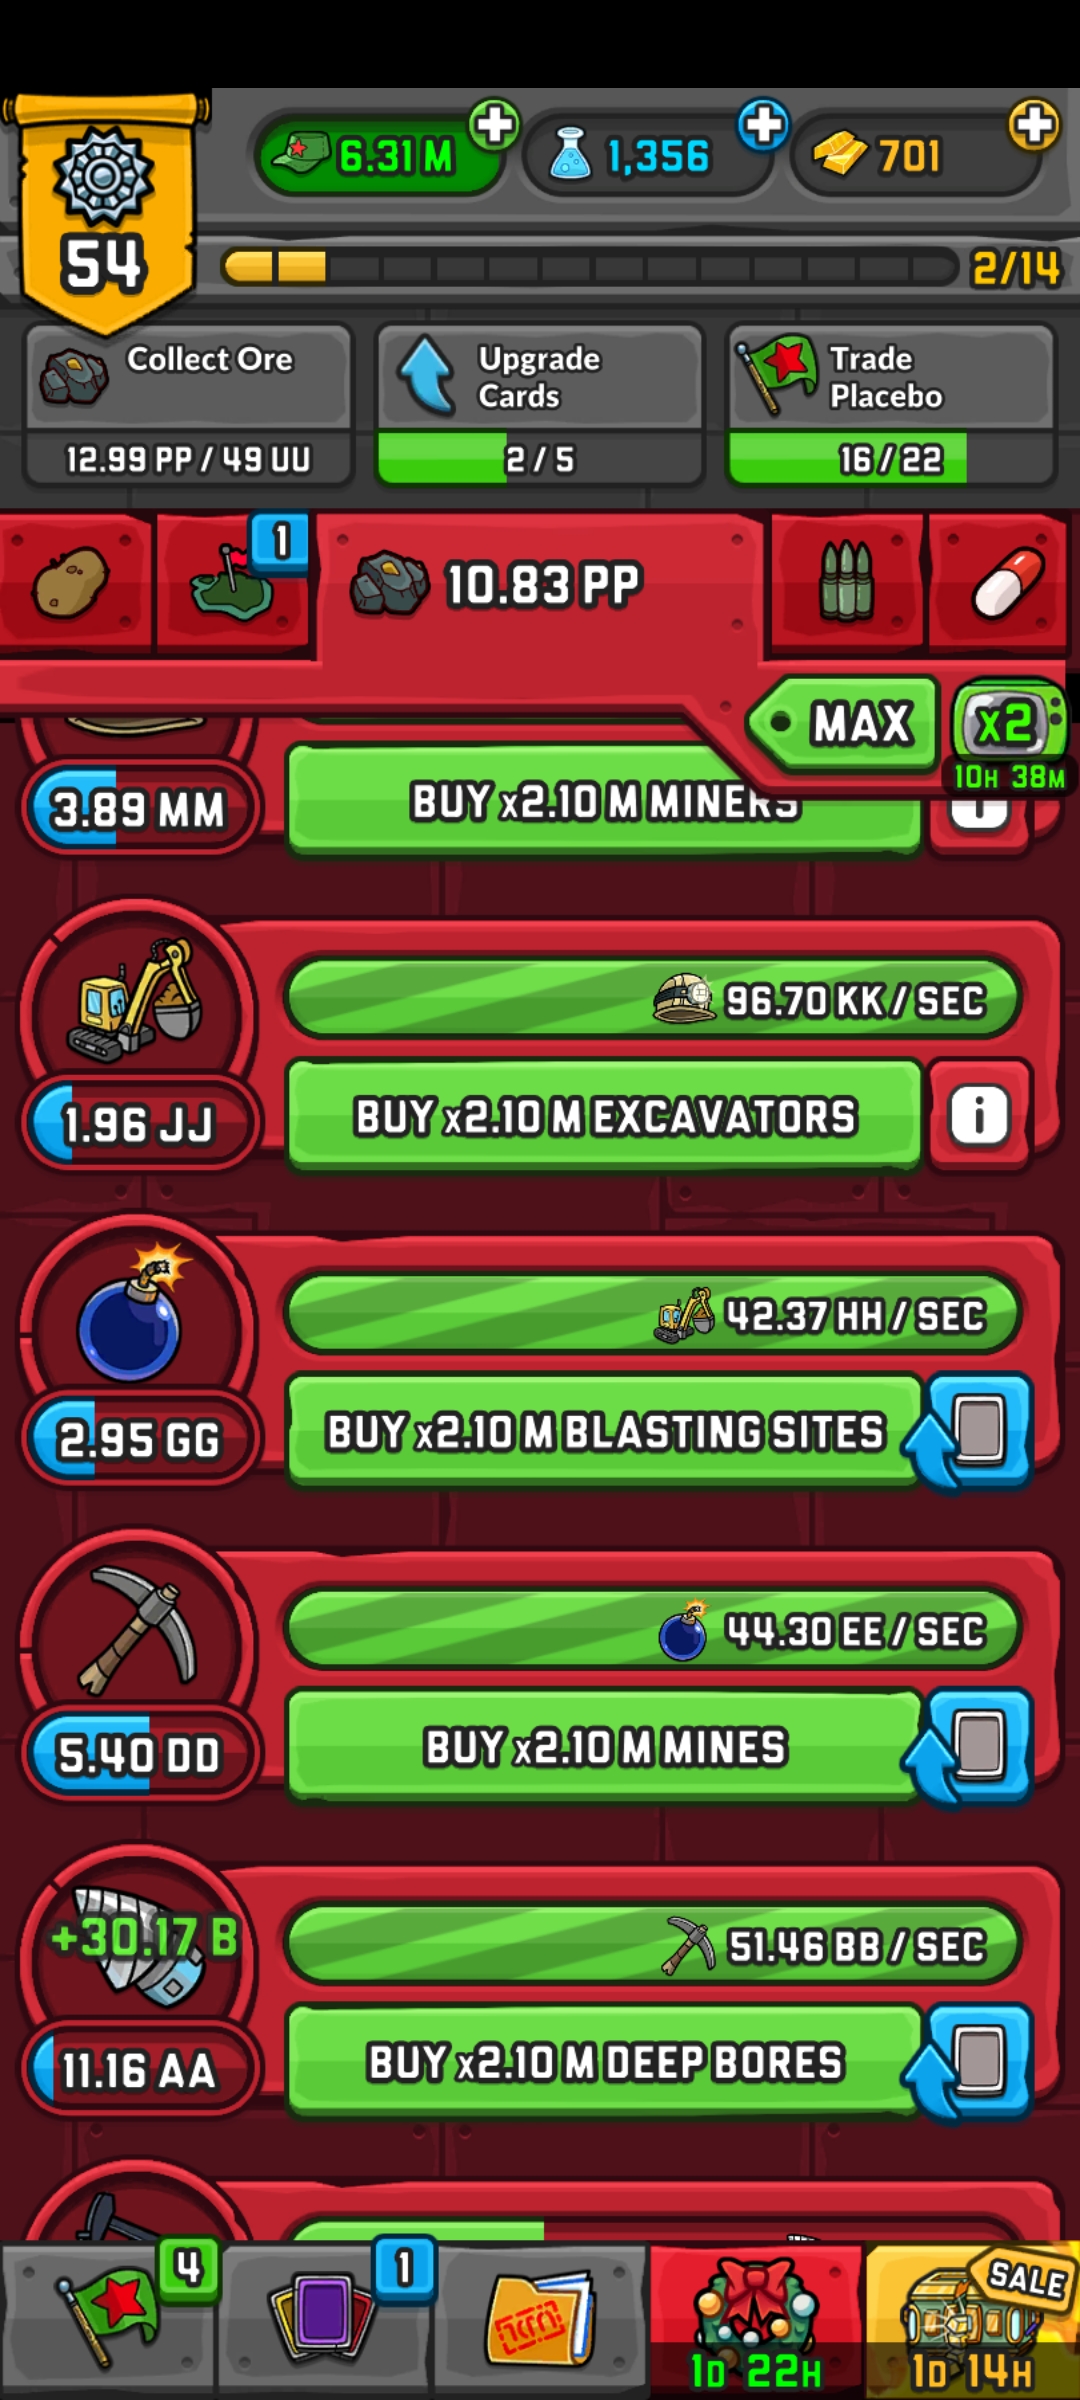 6.31 M
1,356
701
54
2/14
Collect Ore
12.99 PP / 49 UU
Upgrade
Cards
2 / 5
Trade
Placebo
16 / 22
1
10.83 PP
MAX
x2
10H 38M
3.89 MM
BUY x2.10 M MINERS
96.70 KK / SEC
1.96 JJ
BUY x2.10 M EXCAVATORS
i
42.37 HH / SEC
2.95 GG
BUY x2.10 M BLASTING SITES
44.30 EE / SEC
5.40 DD
BUY x2.10 M MINES
+30.17 B
51.46 BB / SEC
11.16 AA
BUY x2.10 M DEEP BORES
4
1
SALE
1D 22H
1D 14H